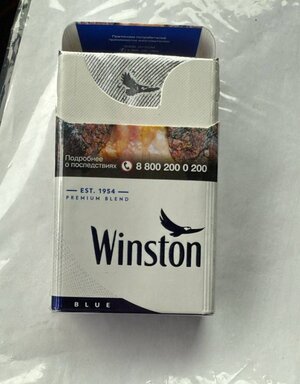 Подробнее
о последствиях 8 800 200 0 200
EST. 1954
PREMIUM BLEND
Winston
BLUE